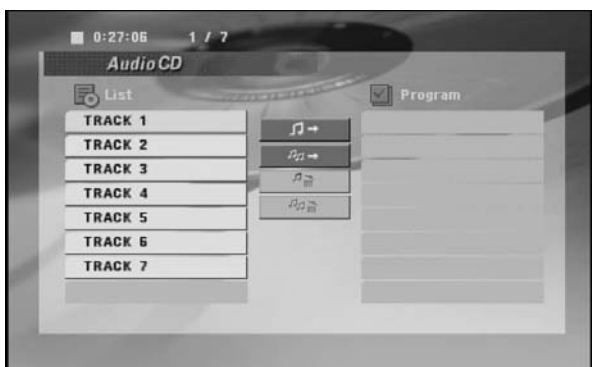 0:27:06 1 / 7
Audio CD
List
Program
TRACK 1
TRACK 2
TRACK 3
TRACK 4
TRACK 5
TRACK 6
TRACK 7